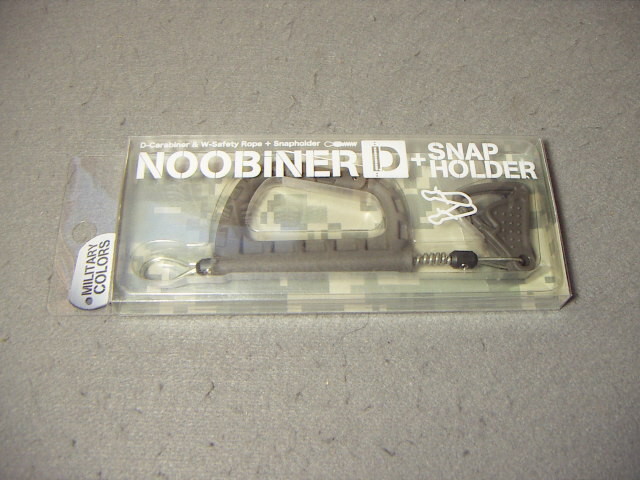 D-Carabiner & W-Safety Rope + Snapholder
NOOBiNER D + SNAP HOLDER
MILITARY
COLORS